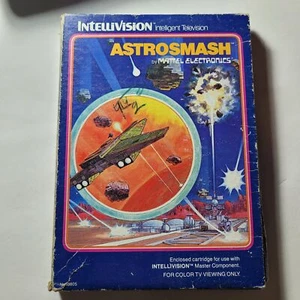 INTELLIVISION Intelligent Television
ASTROSMASH
by MATTEL ELECTRONICS
Enclosed cartridge for use with
INTELLIVISION™ Master Component.
FOR COLOR TV VIEWING ONLY.